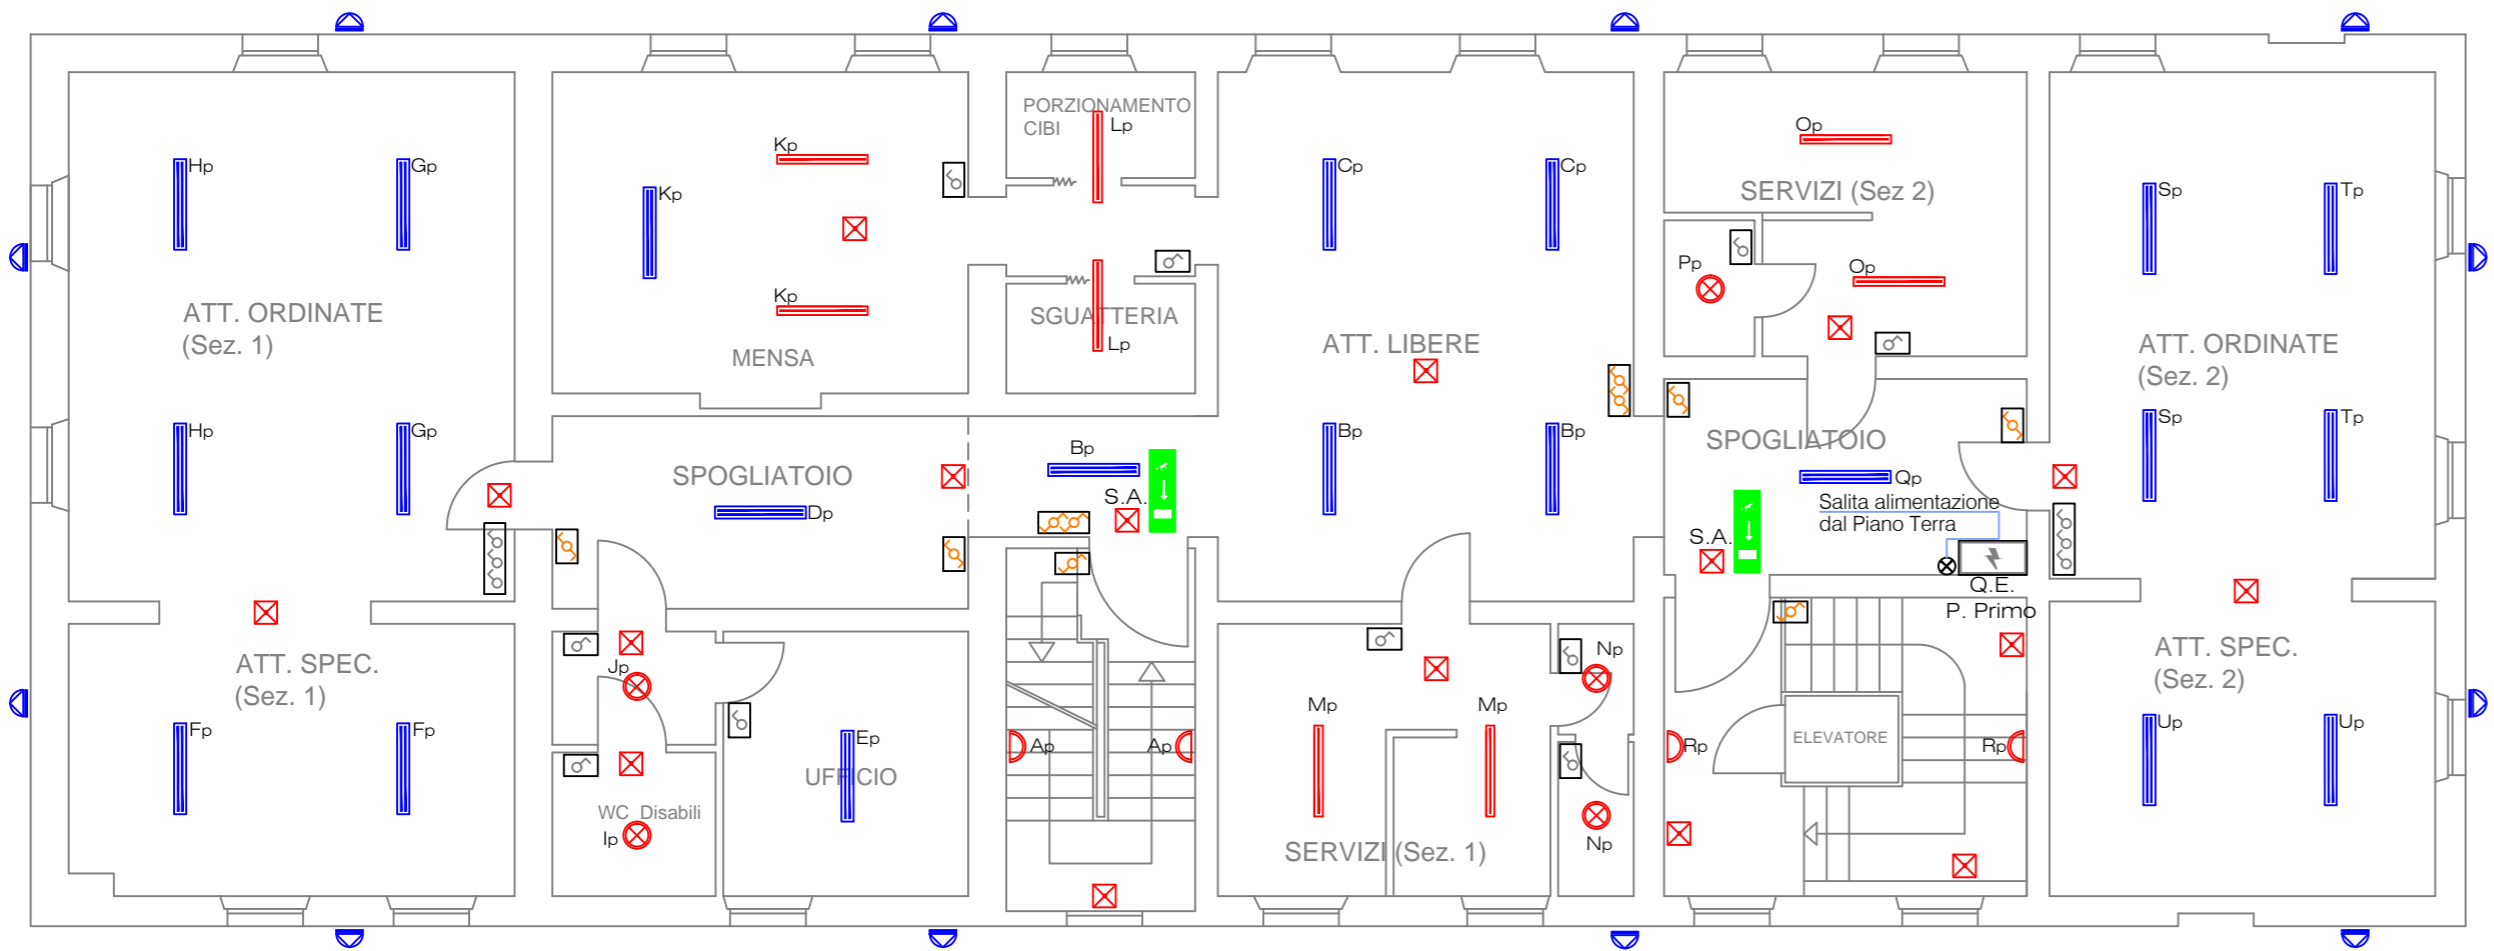 PORZIONAMENTO
CIBI
Lp
Op
Kp
Hp
Gp
Kp
Cp
Cp
SERVIZI (Sez 2)
Sp
Tp
Pp
Op
Kp
ATT. ORDINATE
(Sez. 1)
SGUATTERIA
Lp
MENSA
ATT. LIBERE
ATT. ORDINATE
(Sez. 2)
Hp
Gp
Bp
Bp
Bp
SPOGLIATOIO
Sp
Tp
SPOGLIATOIO
Dp
S.A.
Qp
Salita alimentazione
dal Piano Terra
S.A.
Q.E.
P. Primo
ATT. SPEC.
(Sez. 1)
Jp
Np
ATT. SPEC.
(Sez. 2)
Fp
Fp
Ep
UFFICIO
Ap
Ap
Mp
Mp
Rp
ELEVATORE
Rp
Up
Up
WC Disabili
Ip
SERVIZI (Sez. 1)
Np